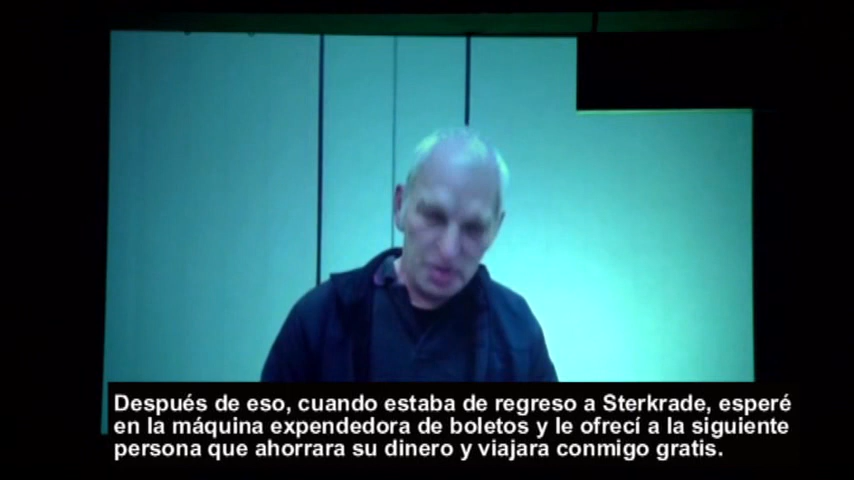 Después de eso, cuando estaba de regreso a Sterkrade, esperé
en la máquina expendedora de boletos y le ofrecí a la siguiente
persona que ahorrara su dinero y viajara conmigo gratis.